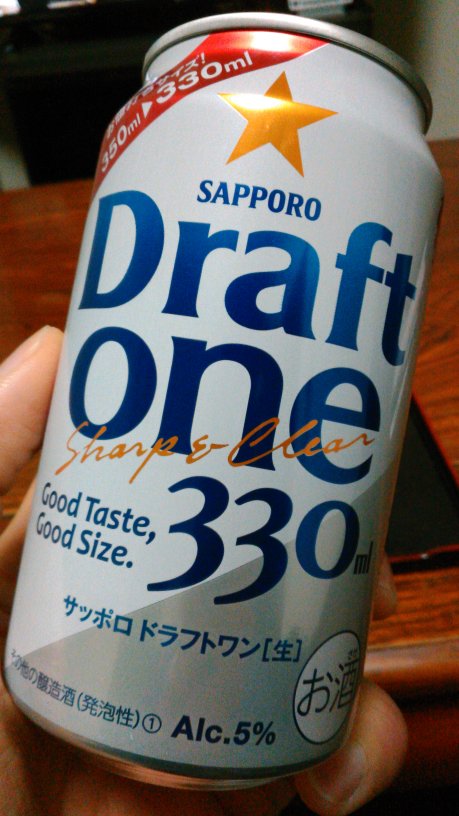 350ml▶330ml
SAPPORO
Draft
one
Sharp & Clear
Good Taste,
Good Size.
330ml
サッポロ ドラフトワン[生]
その他の醸造酒(発泡性)①
Alc.5%
お酒